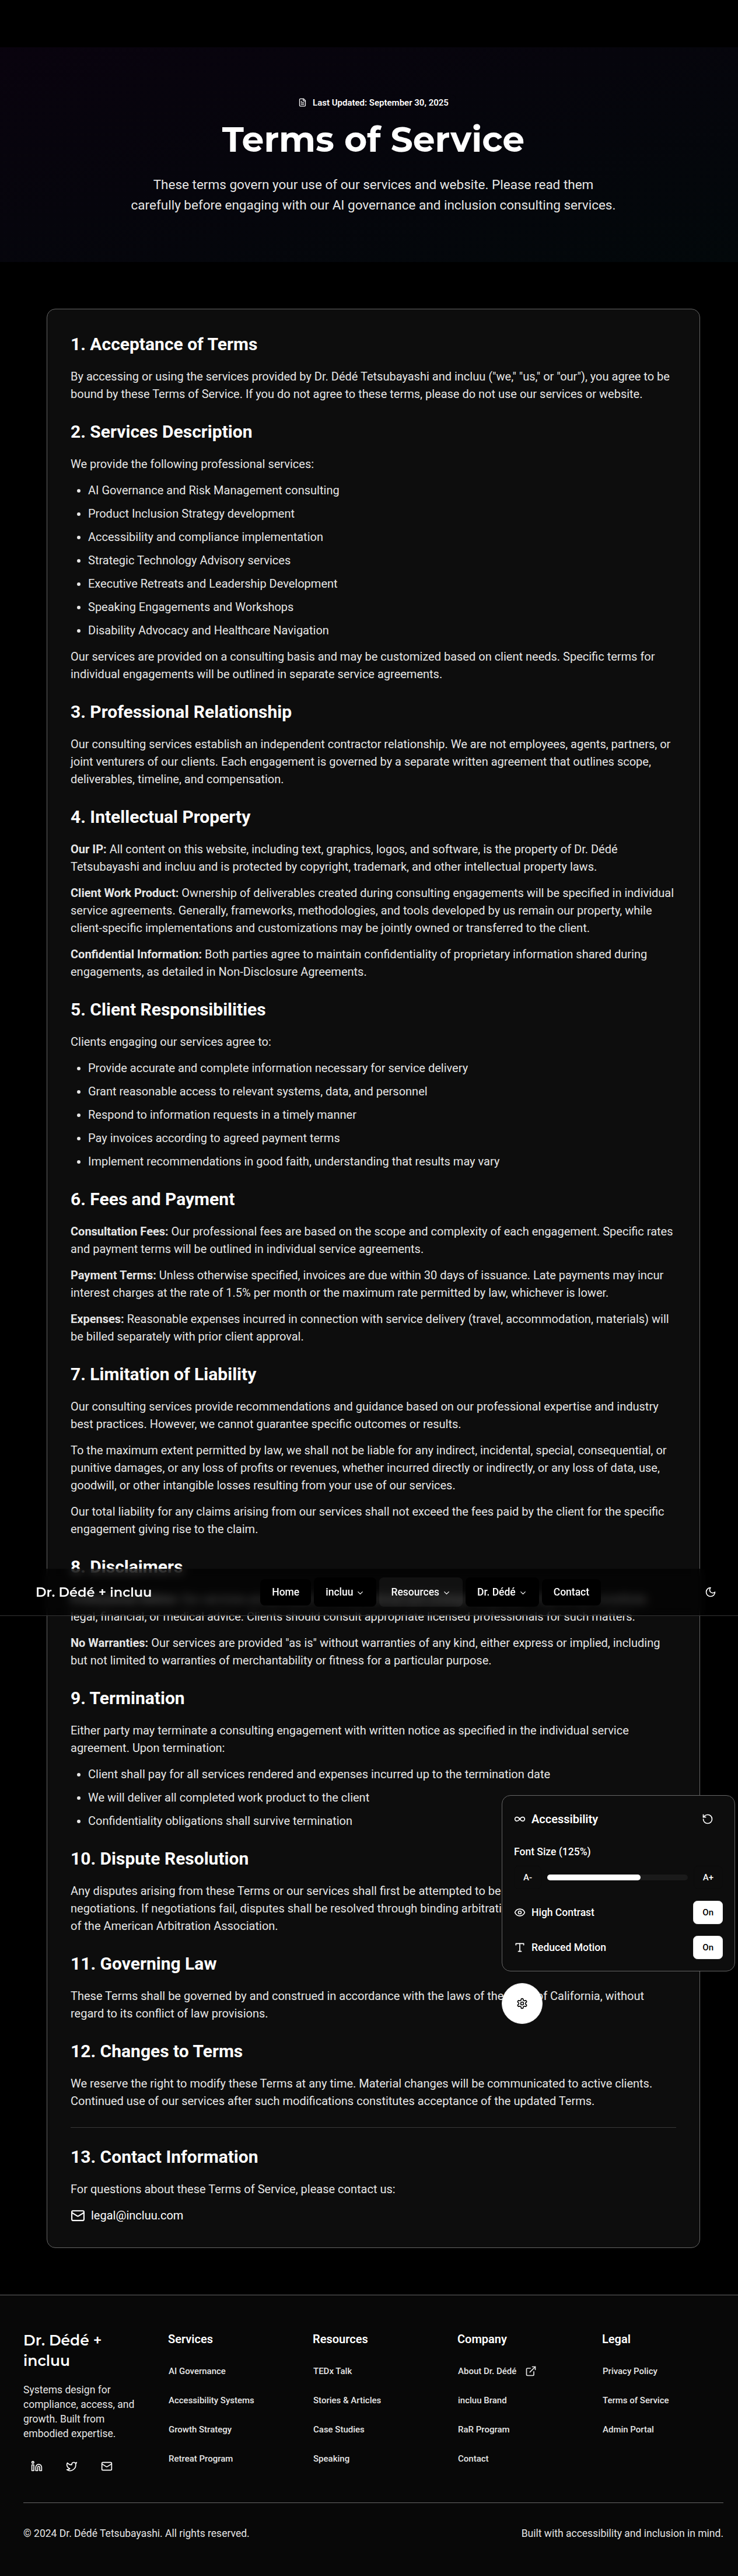 Last Updated: September 30, 2025
Terms of Service
These terms govern your use of our services and website. Please read them
carefully before engaging with our AI governance and inclusion consulting services.
1. Acceptance of Terms
By accessing or using the services provided by Dr. Dédé Tetsubayashi and incluu ("we," "us," or "our"), you agree to be
bound by these Terms of Service. If you do not agree to these terms, please do not use our services or website.
2. Services Description
We provide the following professional services:
• AI Governance and Risk Management consulting
• Product Inclusion Strategy development
• Accessibility and compliance implementation
• Strategic Technology Advisory services
• Executive Retreats and Leadership Development
• Speaking Engagements and Workshops
• Disability Advocacy and Healthcare Navigation
Our services are provided on a consulting basis and may be customized based on client needs. Specific terms for
individual engagements will be outlined in separate service agreements.
3. Professional Relationship
Our consulting services establish an independent contractor relationship. We are not employees, agents, partners, or
joint venturers of our clients. Each engagement is governed by a separate written agreement that outlines scope,
deliverables, timeline, and compensation.
4. Intellectual Property
Our IP: All content on this website, including text, graphics, logos, and software, is the property of Dr. Dédé
Tetsubayashi and incluu and is protected by copyright, trademark, and other intellectual property laws.
Client Work Product: Ownership of deliverables created during consulting engagements will be specified in individual
service agreements. Generally, frameworks, methodologies, and tools developed by us remain our property, while
client-specific implementations and customizations may be jointly owned or transferred to the client.
Confidential Information: Both parties agree to maintain confidentiality of proprietary information shared during
engagements, as detailed in Non-Disclosure Agreements.
5. Client Responsibilities
Clients engaging our services agree to:
• Provide accurate and complete information necessary for service delivery
• Grant reasonable access to relevant systems, data, and personnel
• Respond to information requests in a timely manner
• Pay invoices according to agreed payment terms
• Implement recommendations in good faith, understanding that results may vary
6. Fees and Payment
Consultation Fees: Our professional fees are based on the scope and complexity of each engagement. Specific rates
and payment terms will be outlined in individual service agreements.
Payment Terms: Unless otherwise specified, invoices are due within 30 days of issuance. Late payments may incur
interest charges at the rate of 1.5% per month or the maximum rate permitted by law, whichever is lower.
Expenses: Reasonable expenses incurred in connection with service delivery (travel, accommodation, materials) will
be billed separately with prior client approval.
7. Limitation of Liability
Our consulting services provide recommendations and guidance based on our professional expertise and industry
best practices. However, we cannot guarantee specific outcomes or results.
To the maximum extent permitted by law, we shall not be liable for any indirect, incidental, special, consequential, or
punitive damages, or any loss of profits or revenues, whether incurred directly or indirectly, or any loss of data, use,
goodwill, or other intangible losses resulting from your use of our services.
Our total liability for any claims arising from our services shall not exceed the fees paid by the client for the specific
engagement giving rise to the claim.
8. Disclaimers
Dr. Dédé + incluu
Home
incluu
Resources
Dr. Dédé
Contact
legal, financial, or medical advice. Clients should consult appropriate licensed professionals for such matters.
No Warranties: Our services are provided "as is" without warranties of any kind, either express or implied, including
but not limited to warranties of merchantability or fitness for a particular purpose.
9. Termination
Either party may terminate a consulting engagement with written notice as specified in the individual service
agreement. Upon termination:
• Client shall pay for all services rendered and expenses incurred up to the termination date
• We will deliver all completed work product to the client
• Confidentiality obligations shall survive termination
Accessibility
Font Size (125%)
A-
A+
High Contrast
On
Reduced Motion
On
10. Dispute Resolution
Any disputes arising from these Terms or our services shall first be attempted to be
negotiations. If negotiations fail, disputes shall be resolved through binding
of the American Arbitration Association.
11. Governing Law
These Terms shall be governed by and construed in accordance with the laws of the of California, without
regard to its conflict of law provisions.
12. Changes to Terms
We reserve the right to modify these Terms at any time. Material changes will be communicated to active clients.
Continued use of our services after such modifications constitutes acceptance of the updated Terms.
13. Contact Information
For questions about these Terms of Service, please contact us:
legal@incluu.com
Dr. Dédé +
incluu
Systems design for
compliance, access, and
growth. Built from
embodied expertise.
Services
AI Governance
Accessibility Systems
Growth Strategy
Retreat Program
Resources
TEDx Talk
Stories & Articles
Case Studies
Speaking
Company
About Dr. Dédé
incluu Brand
RaR Program
Contact
Legal
Privacy Policy
Terms of Service
Admin Portal
© 2024 Dr. Dédé Tetsubayashi. All rights reserved.
Built with accessibility and inclusion in mind.